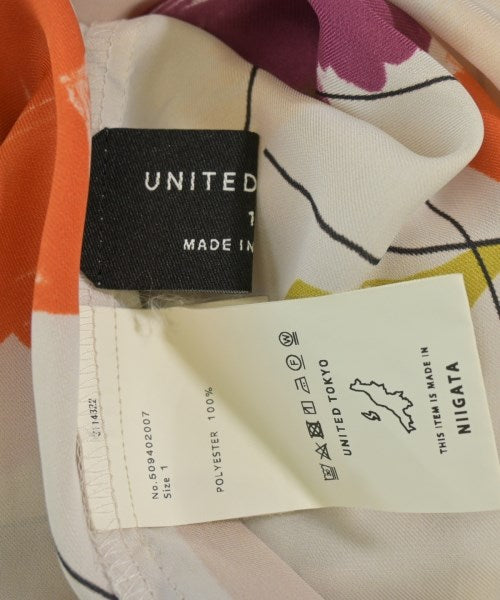 UNITED
T
MADE IN
No.509402007
Size 1
POLYESTER 100%
UNITED TOKYO
THIS ITEM IS MADE IN
NIIGATA